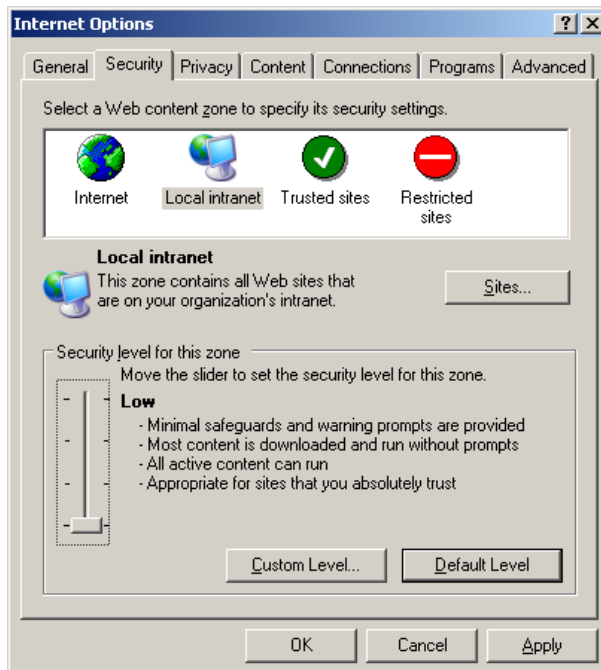 Internet Options
General Security Privacy Content Connections Programs Advanced
Select a Web content zone to specify its security settings.
Internet Local intranet Trusted sites Restricted
sites
Local intranet
This zone contains all Web sites that
are on your organization's intranet.
Sites...
Security level for this zone
Move the slider to set the security level for this zone.
Low
- Minimal safeguards and warning prompts are provided
- Most content is downloaded and run without prompts
- All active content can run
- Appropriate for sites that you absolutely trust
Custom Level... Default Level
OK Cancel Apply